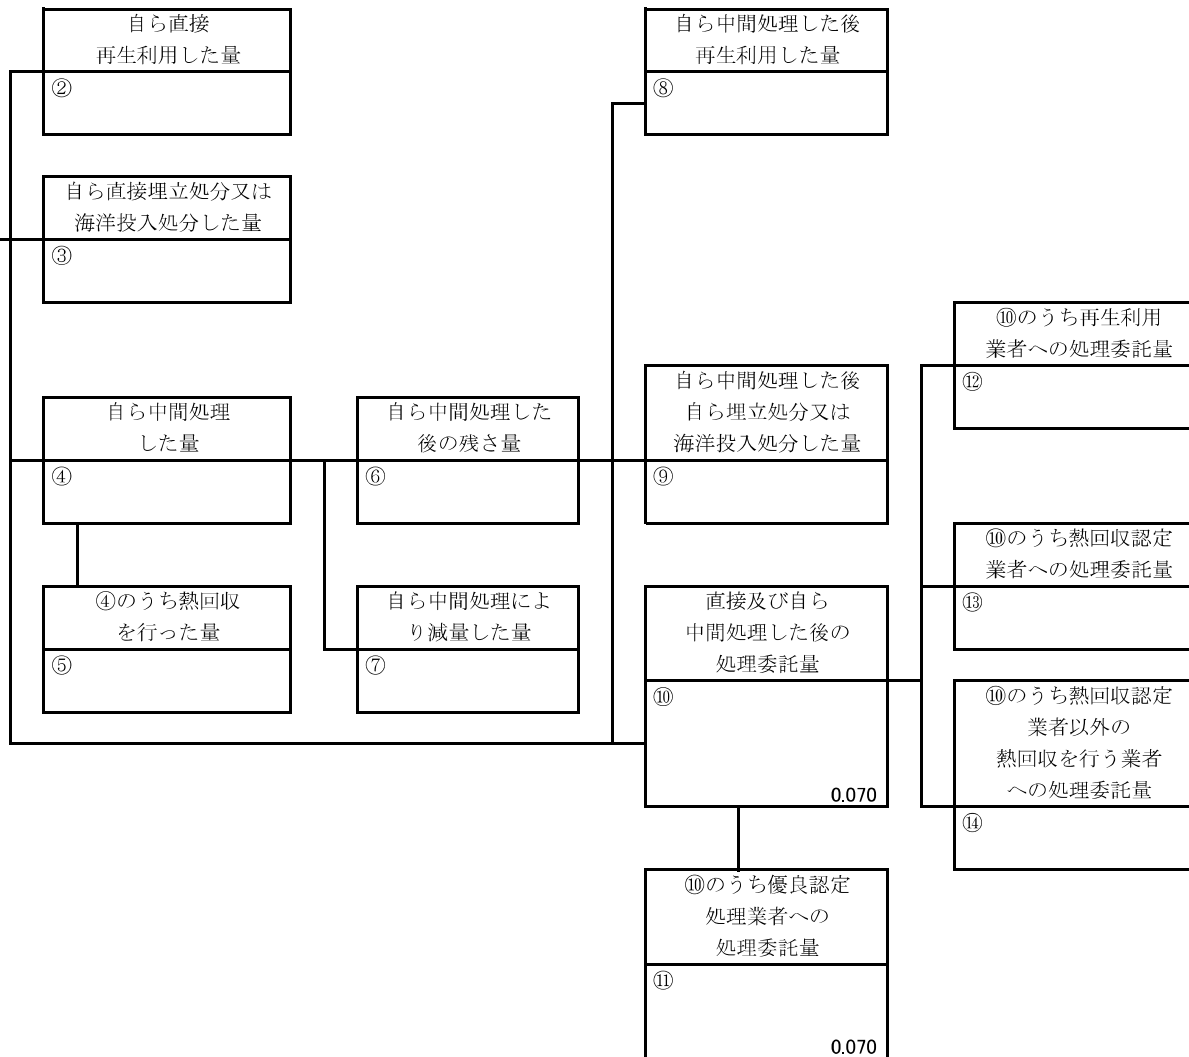 自ら直接
再生利用した量
②
自ら直接埋立処分又は
海洋投入処分した量
③
自ら中間処理
した量
④
④のうち熱回収
を行った量
⑤
自ら中間処理した
後の残さ量
⑥
自ら中間処理によ
り減量した量
⑦
自ら中間処理した後
再生利用した量
⑧
自ら中間処理した後
自ら埋立処分又は
海洋投入処分した量
⑨
直接及び自ら
中間処理した後の
処理委託量
⑩
0.070
⑩のうち優良認定
処理業者への
処理委託量
⑪
0.070
⑩のうち再生利用
業者への処理委託量
⑫
⑩のうち熱回収認定
業者への処理委託量
⑬
⑩のうち熱回収認定
業者以外の
熱回収を行う業者
への処理委託量
⑭